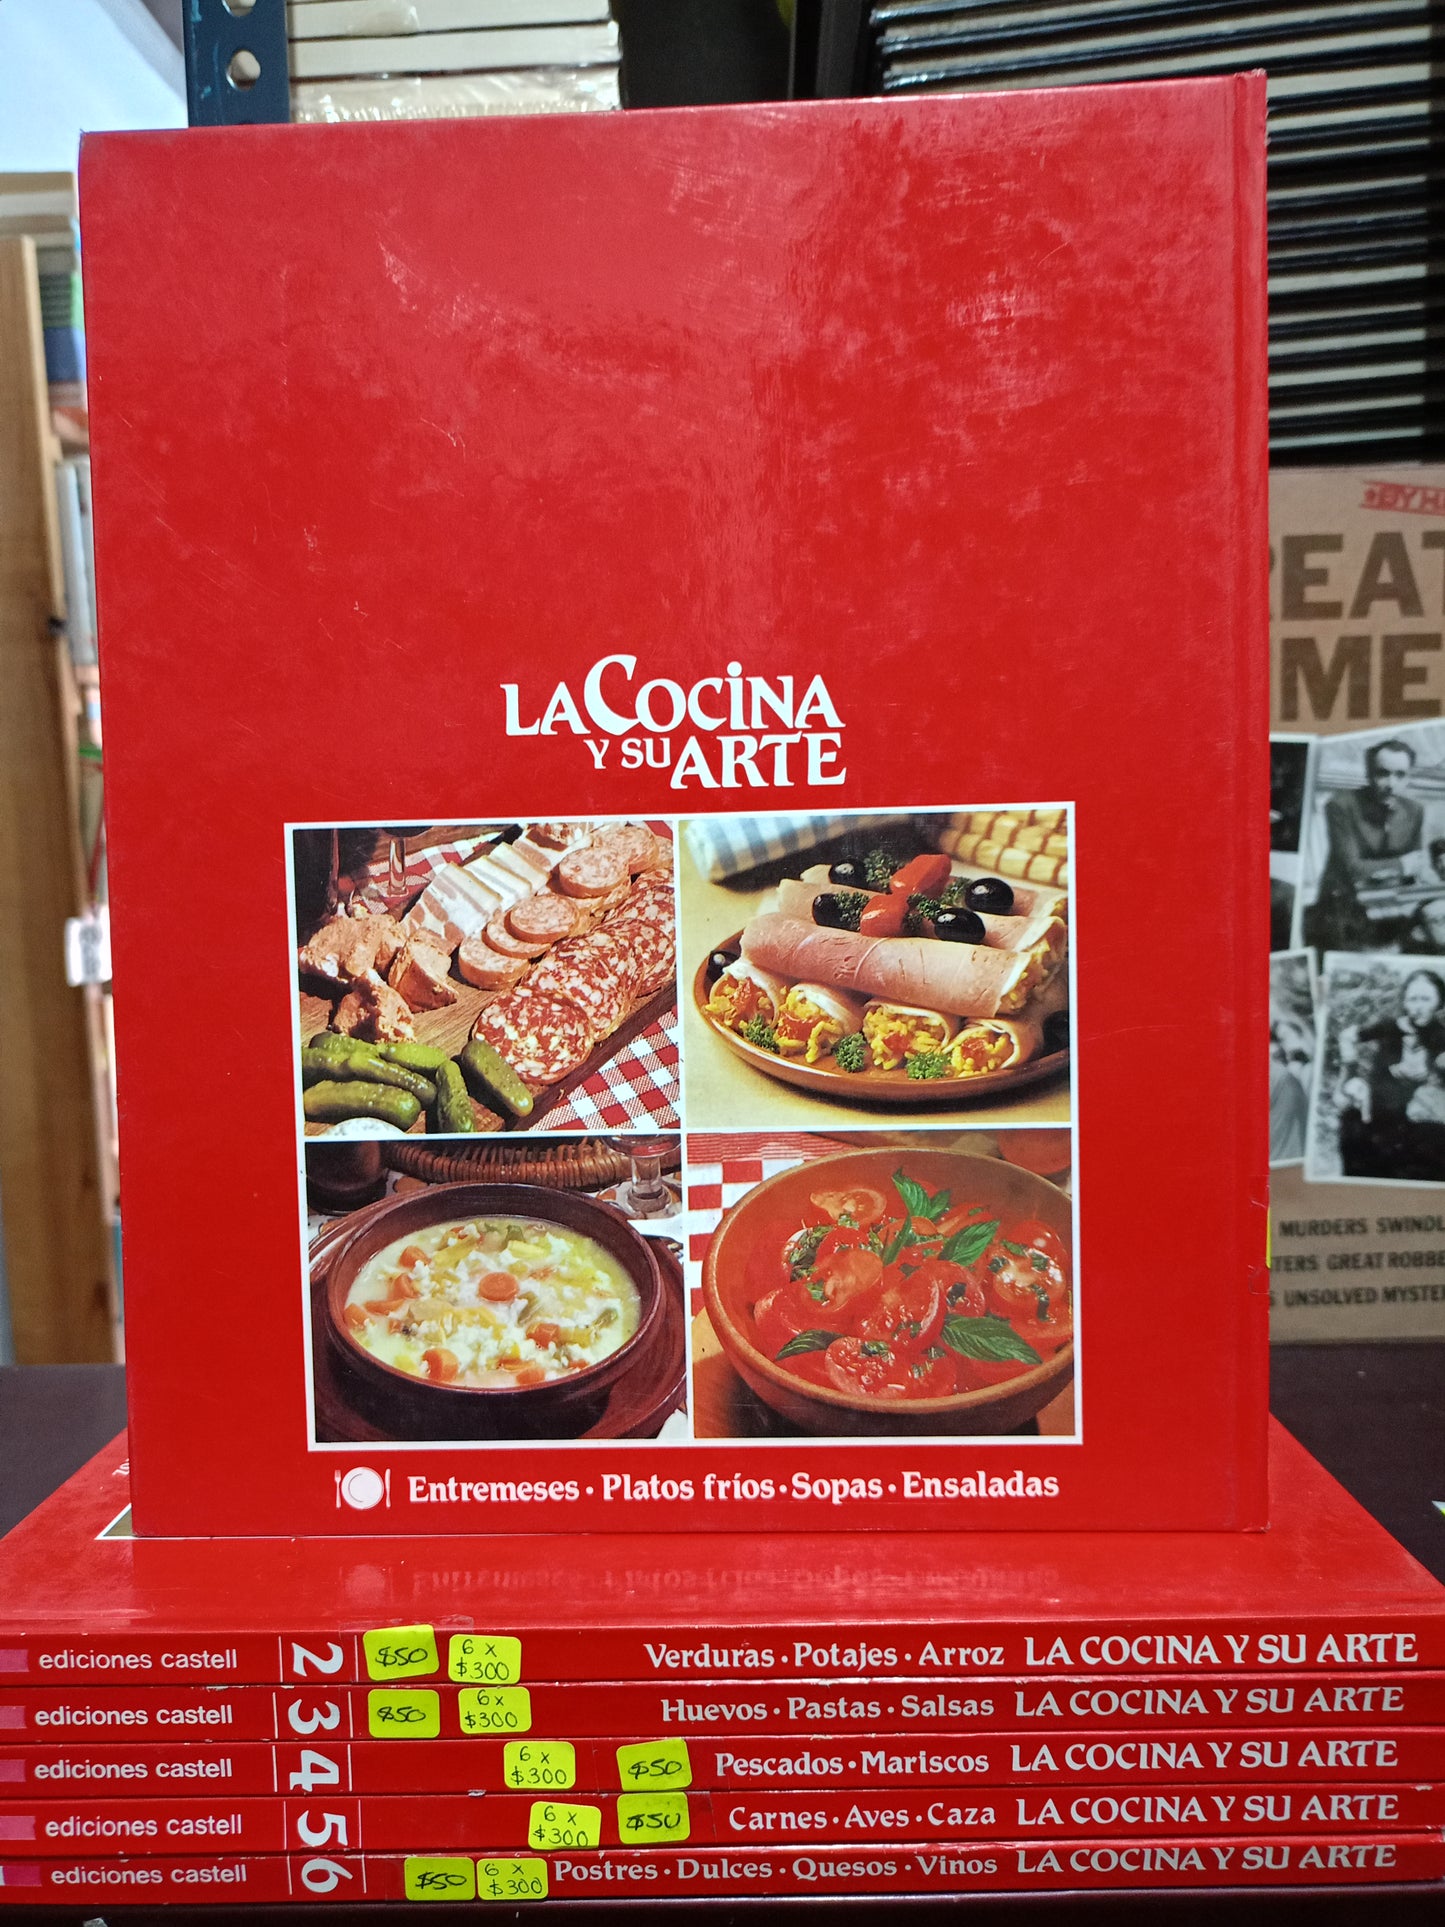 LA COCINA
Y SU ARTE
Entremeses · Platos fríos · Sopas · Ensaladas
ediciones castell 2 $50 6 x $300 Verduras · Potajes · Arroz LA COCINA Y SU ARTE
ediciones castell 3 $50 6 x $300 Huevos · Pastas · Salsas LA COCINA Y SU ARTE
ediciones castell 4 6 x $300 $50 Pescados · Mariscos LA COCINA Y SU ARTE
ediciones castell 5 6 x $300 $50 Carnes · Aves · Caza LA COCINA Y SU ARTE
ediciones castell 6 $50 6 x $300 Postres · Dulces · Quesos · Vinos LA COCINA Y SU ARTE
MURDERS
GREAT ROBBE
UNSOLVED MYSTE